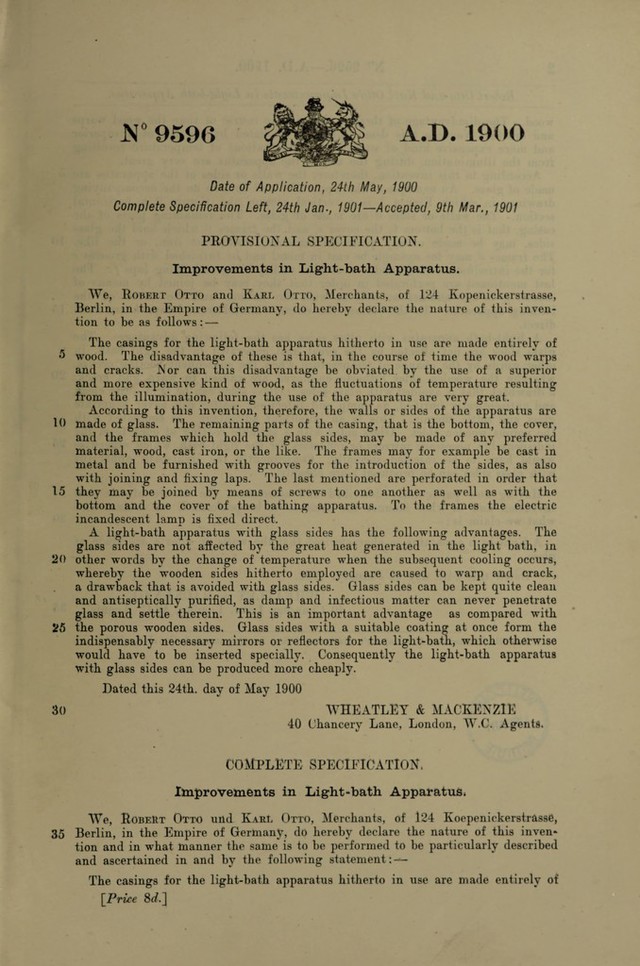 N° 9596 A.D. 1900
Date of Application, 24th May, 1900
Complete Specification Left, 24th Jan., 1901—Accepted, 9th Mar., 1901
PROVISIONAL SPECIFICATION.
Improvements in Light-bath Apparatus.
We, ROBERT OTTO and KARL OTTO, Merchants, of 124 Kopenickerstrasse,
Berlin, in the Empire of Germany, do hereby declare the nature of this inven-
tion to be as follows:—
The casings for the light-bath apparatus hitherto in use are made entirely of
5 wood. The disadvantage of these is that, in the course of time the wood warps
and cracks. Nor can this disadvantage be obviated by the use of a superior
and more expensive kind of wood, as the fluctuations of temperature resulting
from the illumination, during the use of the apparatus are very great.
According to this invention, therefore, the walls or sides of the apparatus are
10 made of glass. The remaining parts of the casing, that is the bottom, the cover,
and the frames which hold the glass sides, may be made of any preferred
material, wood, cast iron, or the like. The frames may for example be cast in
metal and be furnished with grooves for the introduction of the sides, as also
with joining and fixing laps. The last mentioned are perforated in order that
15 they may be joined by means of screws to one another as well as with the
bottom and the cover of the bathing apparatus. To the frames the electric
incandescent lamp is fixed direct.
A light-bath apparatus with glass sides has the following advantages. The
glass sides are not affected by the great heat generated in the light bath, in
20 other words by the change of temperature when the subsequent cooling occurs,
whereby the wooden sides hitherto employed are caused to warp and crack,
a drawback that is avoided with glass sides. Glass sides can be kept quite clean
and antiseptically purified, as damp and infectious matter can never penetrate
glass and settle therein. This is an important advantage as compared with
25 the porous wooden sides. Glass sides with a suitable coating at once form the
indispensably necessary mirrors or reflectors for the light-bath, which otherwise
would have to be inserted specially. Consequently the light-bath apparatus
with glass sides can be produced more cheaply.
Dated this 24th. day of May 1900
30 WHEATLEY & MACKENZIE
40 Chancery Lane, London, W.C. Agents.
COMPLETE SPECIFICATION.
Improvements in Light-bath Apparatus.
We, ROBERT OTTO und KARL OTTO, Merchants, of 124 Koepenickerstrasse,
35 Berlin, in the Empire of Germany, do hereby declare the nature of this inven-
tion and in what manner the same is to be performed to be particularly described
and ascertained in and by the following statement:—
The casings for the light-bath apparatus hitherto in use are made entirely of
[Price 8d.]